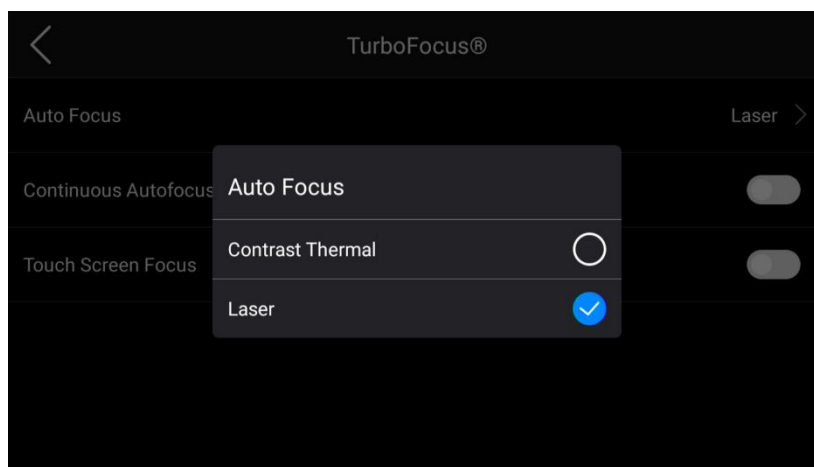 TurboFocus®
Auto Focus
Laser
Continuous Autofocus
Touch Screen Focus
Auto Focus
Contrast Thermal
Laser